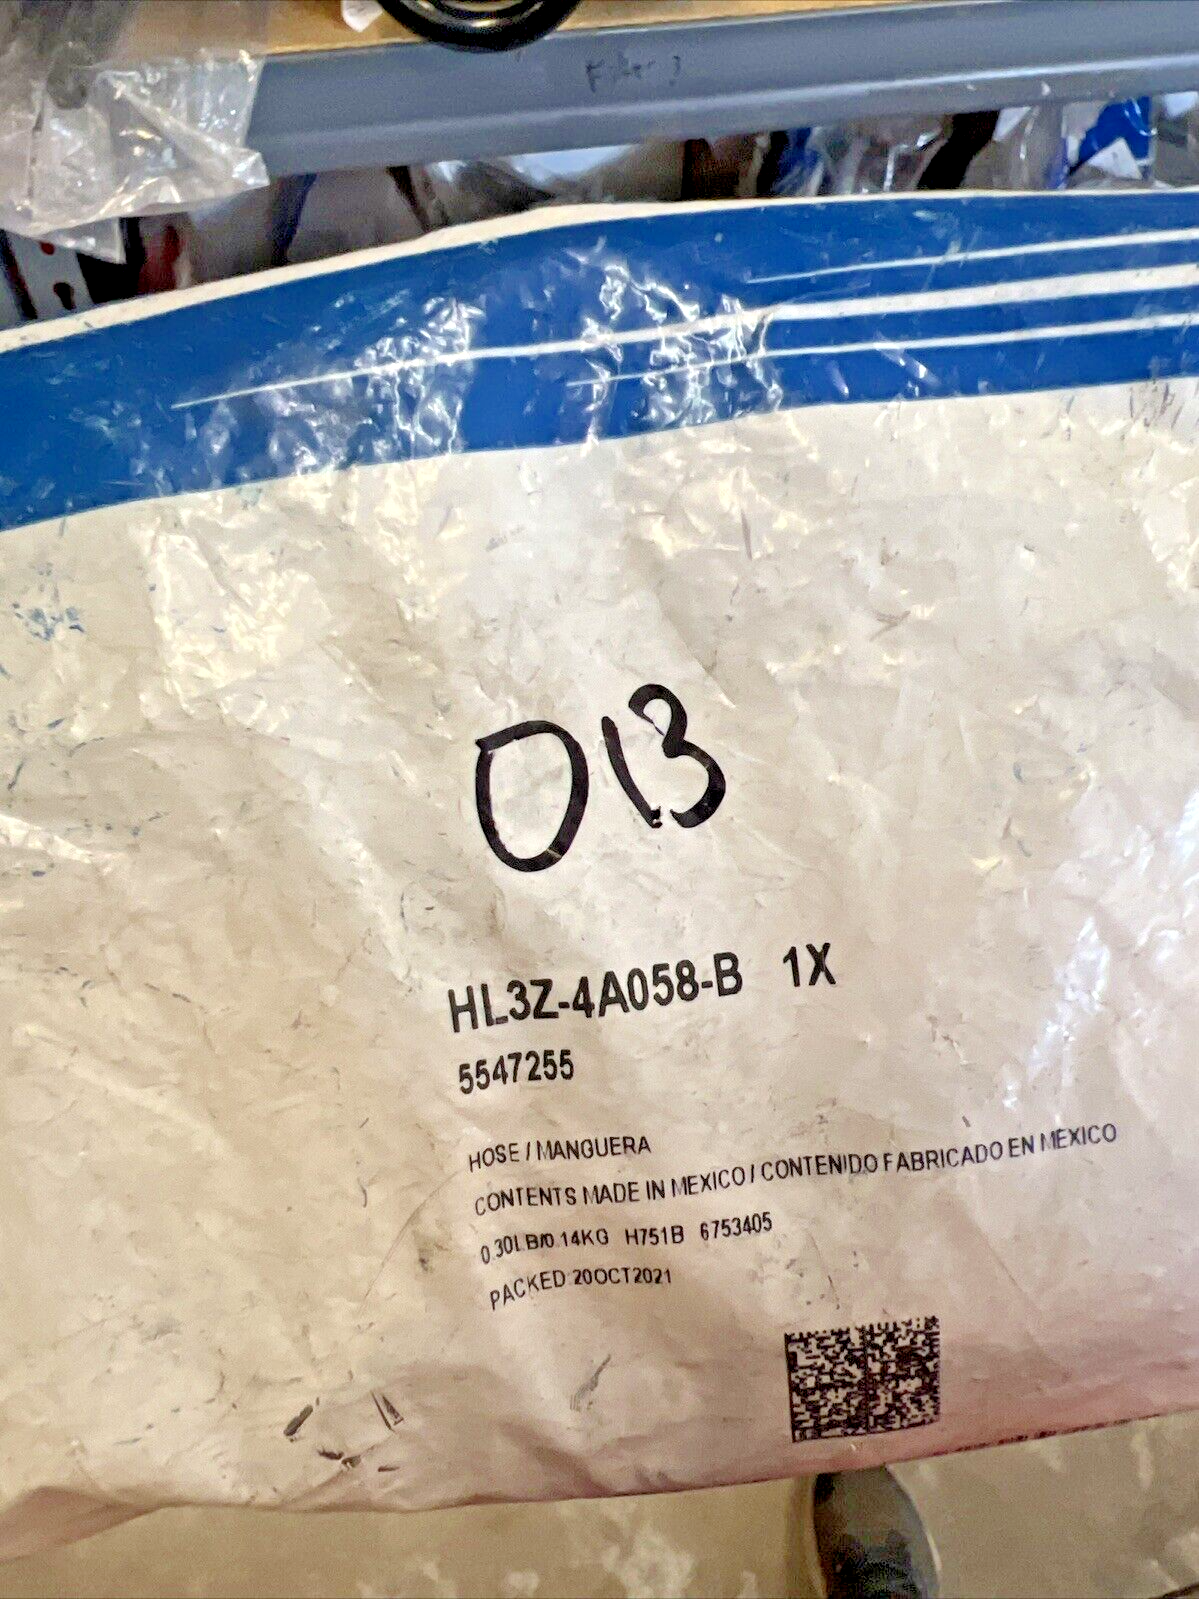 013
HL3Z-4A058-B 1X
5547255
HOSE / MANGUERA
CONTENTS MADE IN MEXICO / CONTENIDO FABRICADO EN MEXICO
0.30LB/0.14KG H751B 6753405
PACKED:20OCT2021